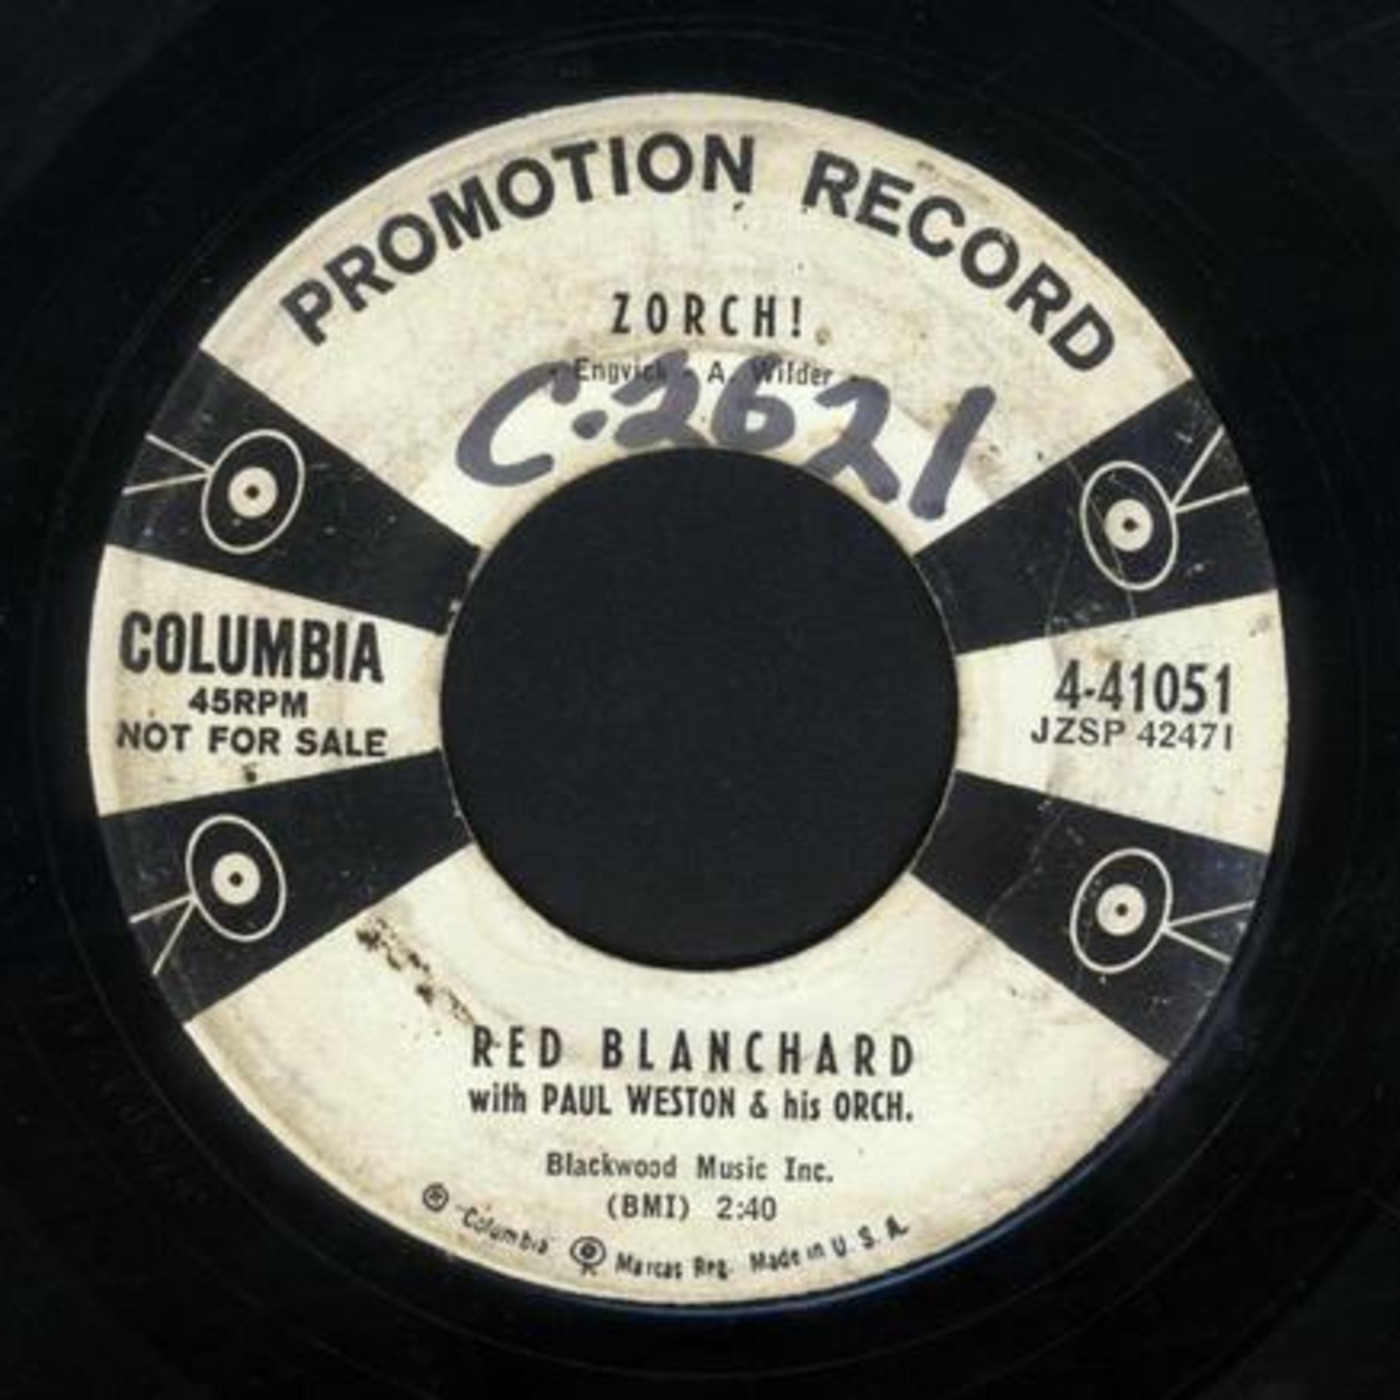 PROMOTION RECORD
ZORCH!
Engvick - A. Wilder
C-2621
COLUMBIA
45RPM
NOT FOR SALE
4-41051
JZSP 42471
RED BLANCHARD
with PAUL WESTON & his ORCH.
Blackwood Music Inc.
(BMI) 2:40
® "Columbia" Marcas Reg. Made in U. S. A.